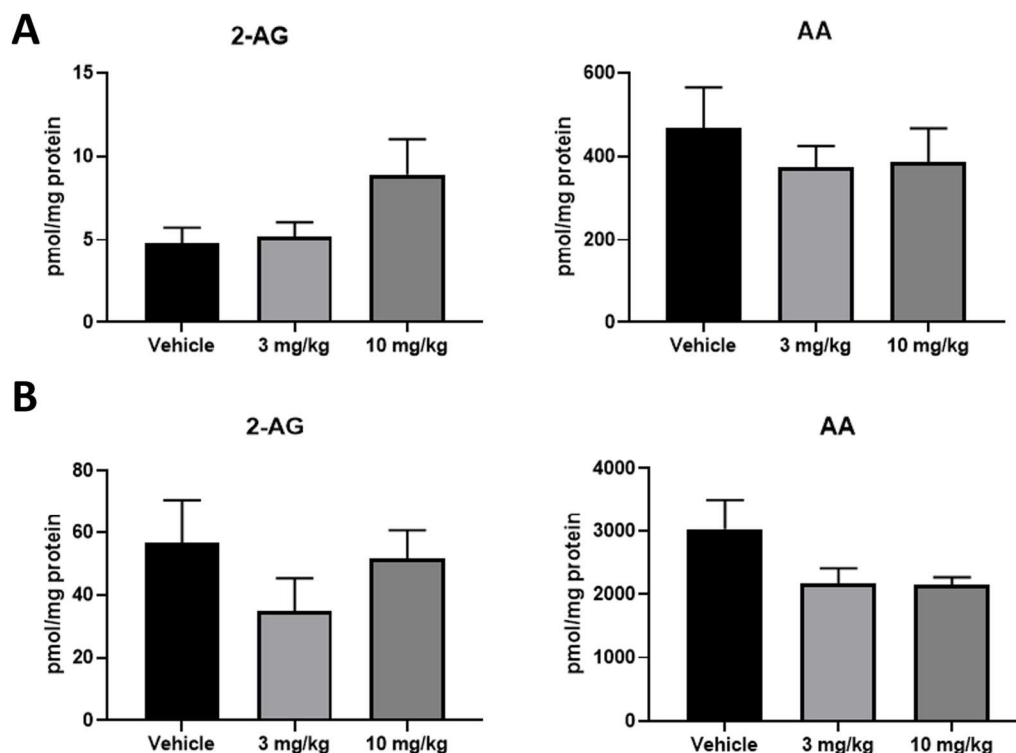 A
2-AG
pmol/mg protein
15
10
5
0
Vehicle
3 mg/kg
10 mg/kg
AA
pmol/mg protein
600
400
200
0
Vehicle
3 mg/kg
10 mg/kg
B
2-AG
pmol/mg protein
80
60
40
20
0
Vehicle
3 mg/kg
10 mg/kg
AA
pmol/mg protein
4000
3000
2000
1000
0
Vehicle
3 mg/kg
10 mg/kg